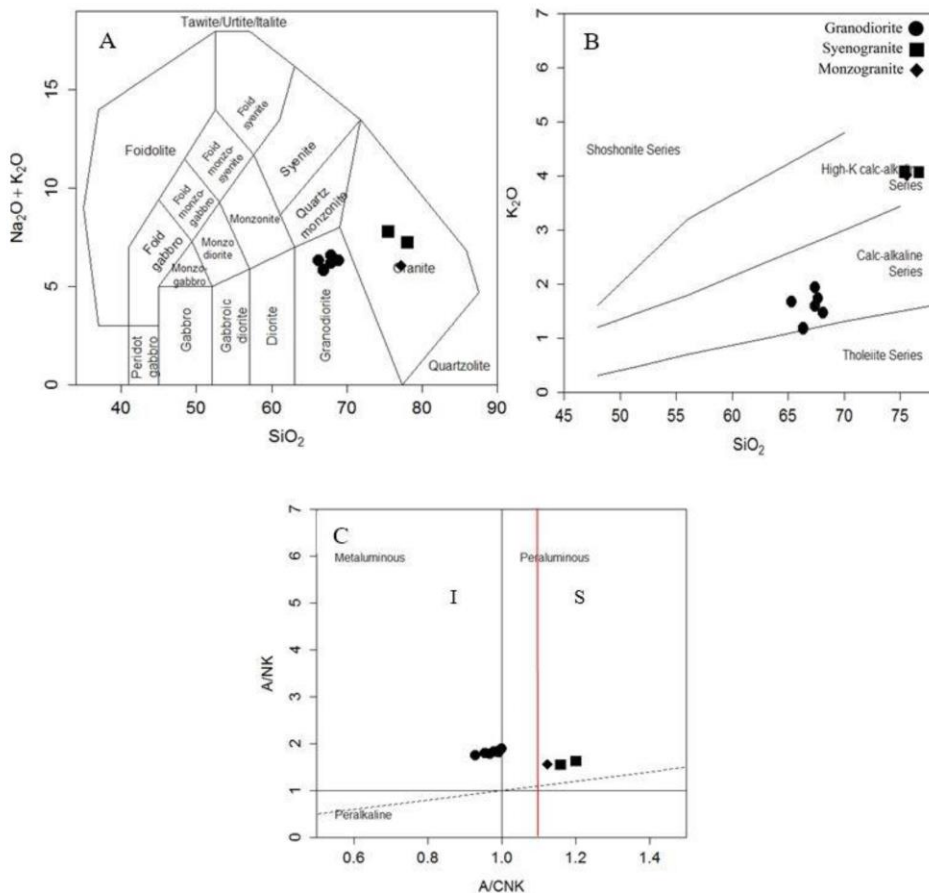 A
Tawite/Urtite/Italite
Foidolite
Foid
syenite
Foid
monzo-
syenite
Syenite
Foid
monzo-
gabbro
Monzonite
Quartz
monzonite
Foid
gabbro
Monzo
diorite
Monzo-
gabbro
Granite
Peridot
gabbro
Gabbro
Gabbroic
diorite
Diorite
Granodiorite
Quartzolite
Na₂O + K₂O
0
5
10
15
40
50
60
70
80
90
SiO₂
B
Granodiorite
Syenogranite
Monzogranite
Shoshonite Series
High-K calc-alk
Series
Calc-alkaline
Series
Tholeiite Series
K₂O
0
1
2
3
4
5
6
7
45
50
55
60
65
70
75
SiO₂
C
Metaluminous
Peraluminous
I
S
Peralkaline
A/NK
0
1
2
3
4
5
6
7
0.6
0.8
1.0
1.2
1.4
A/CNK